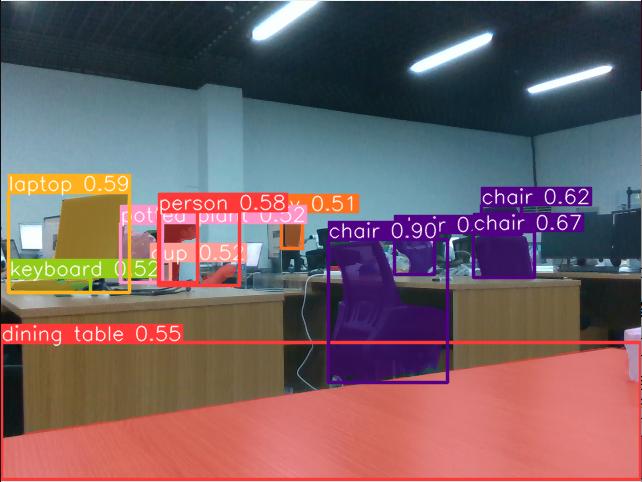 laptop 0.59
person 0.58
0.51
chair 0.62
potted plant 0.52
chair 0.90
0.
chair 0.67
cup 0.52
keyboard 0.52
dining table 0.55